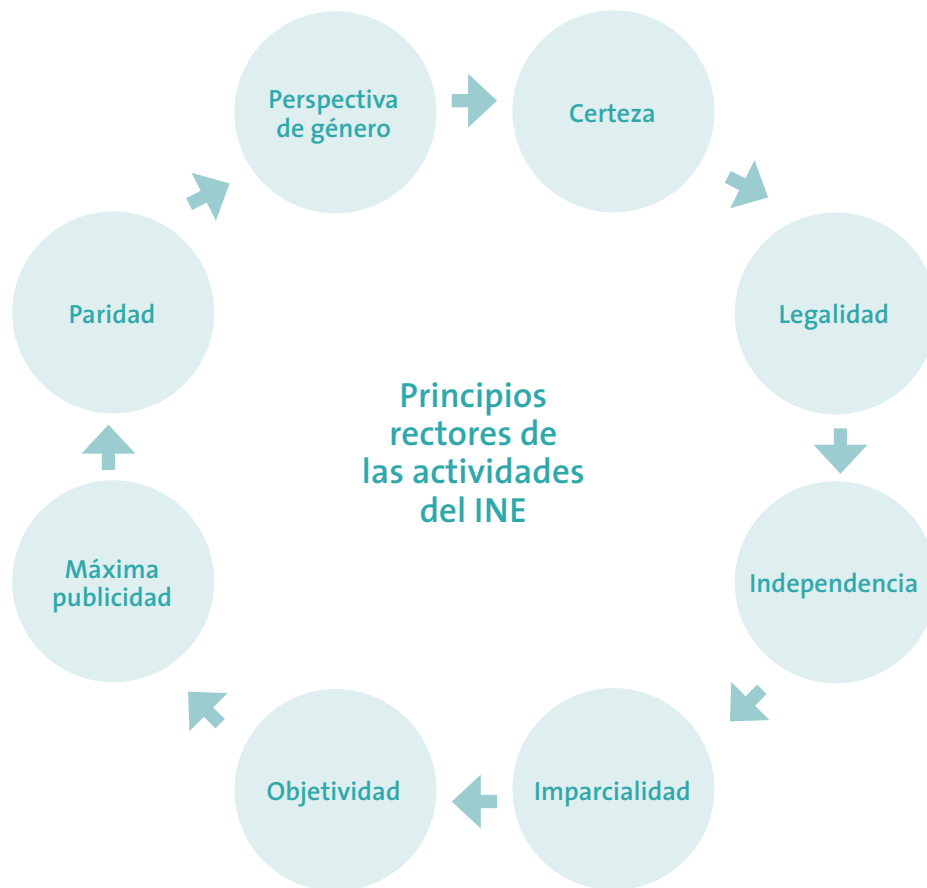 Perspectiva
de género
Certeza
Paridad
Legalidad
Principios
rectores de
las actividades
del INE
Máxima
publicidad
Independencia
Objetividad
Imparcialidad